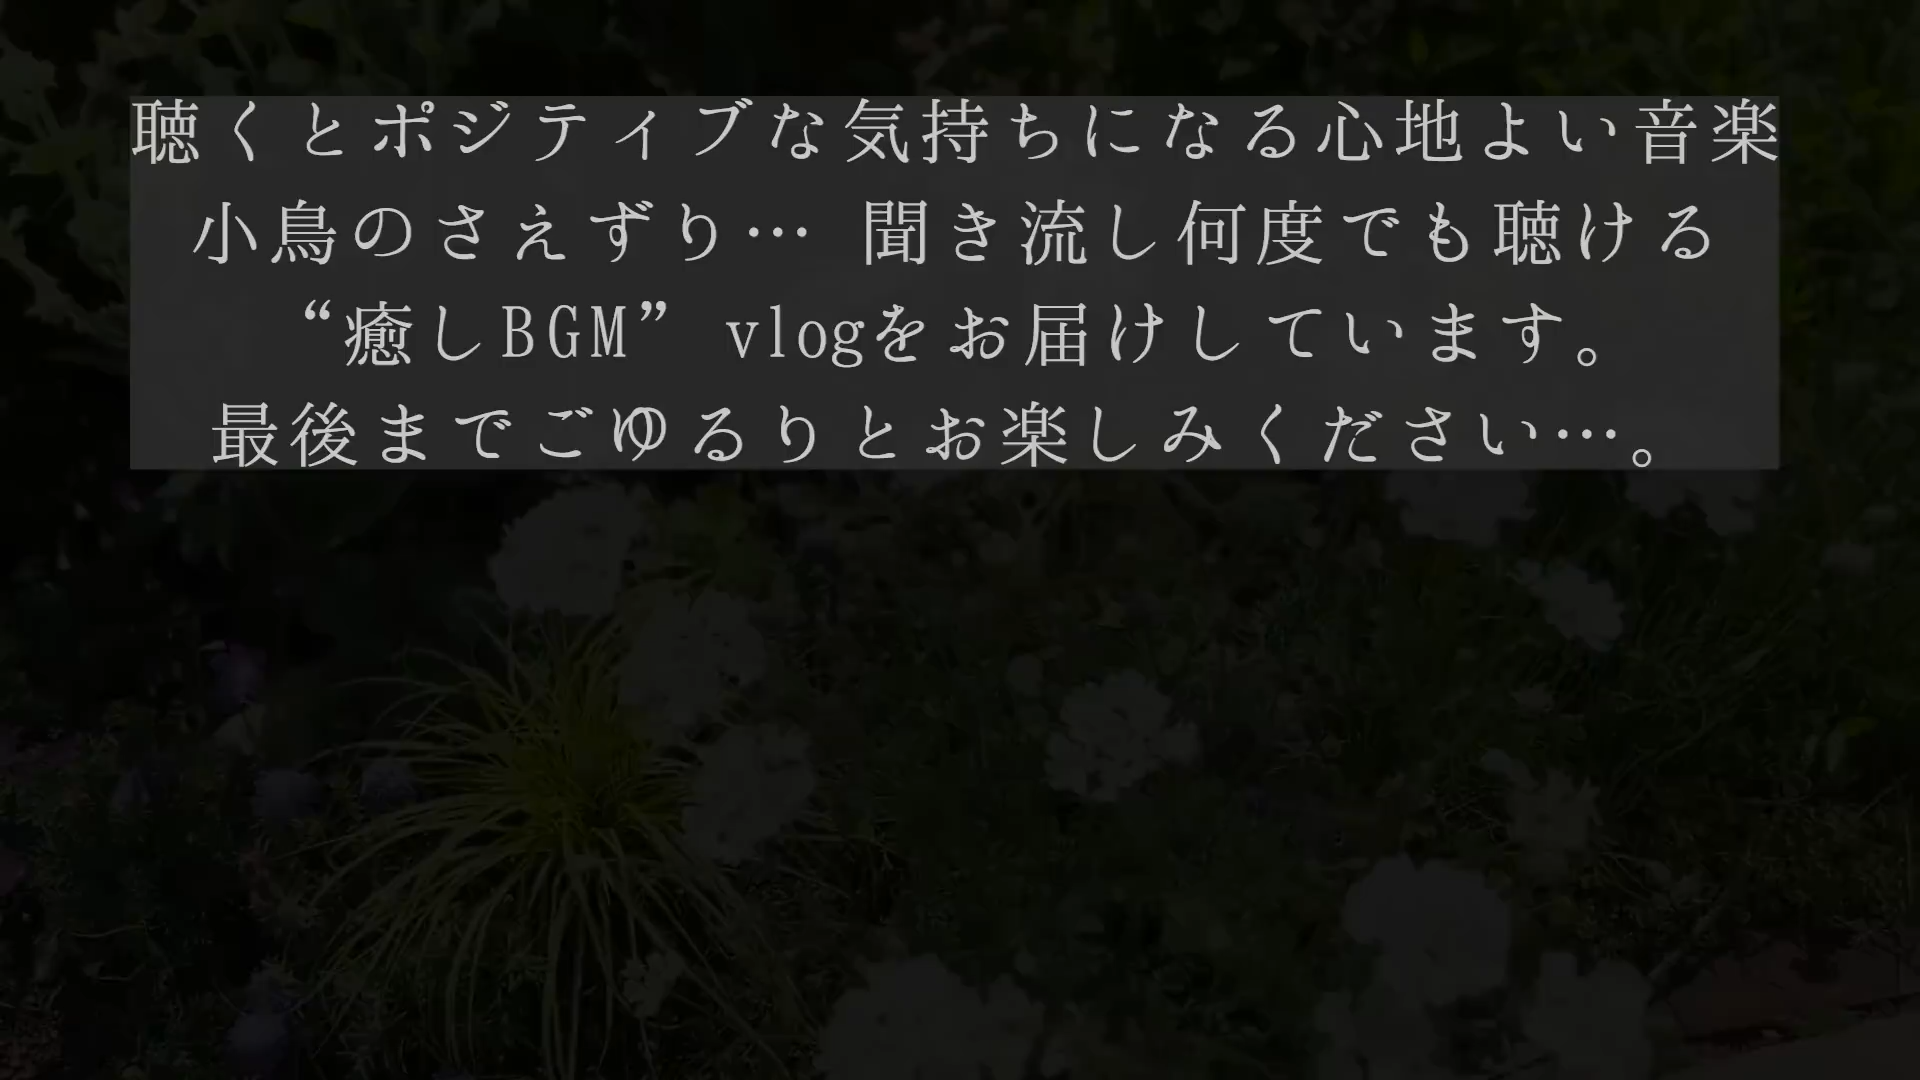 聴くとポジティブな気持ちになる心地よい音楽
小鳥のさえずり… 聞き流し何度でも聴ける
“癒しBGM” vlogをお届けしています。
最後までごゆるりとお楽しみください…。